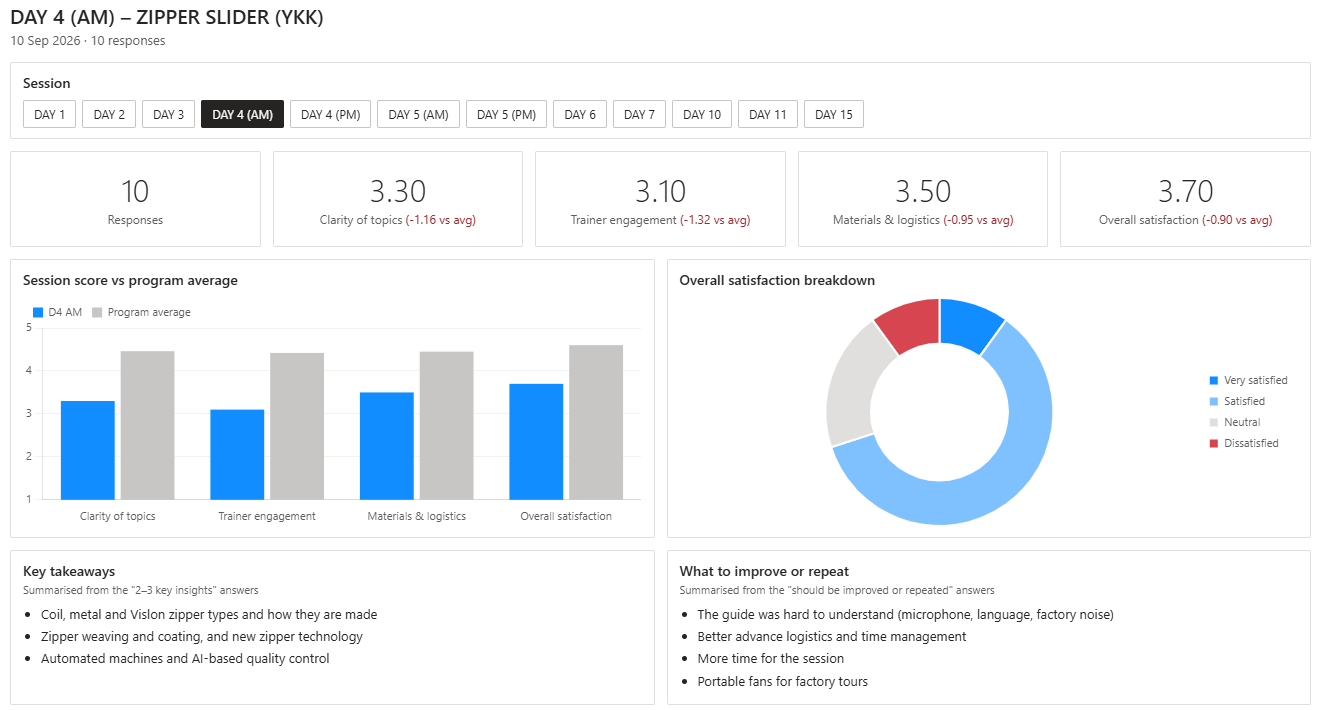 DAY 4 (AM) – ZIPPER SLIDER (YKK)
10 Sep 2026 · 10 responses
Session
DAY 1
DAY 2
DAY 3
DAY 4 (AM)
DAY 4 (PM)
DAY 5 (AM)
DAY 5 (PM)
DAY 6
DAY 7
DAY 10
DAY 11
DAY 15
10
Responses
3.30
Clarity of topics (-1.16 vs avg)
3.10
Trainer engagement (-1.32 vs avg)
3.50
Materials & logistics (-0.95 vs avg)
3.70
Overall satisfaction (-0.90 vs avg)
Session score vs program average
D4 AM
Program average
5
4
3
2
1
Clarity of topics
Trainer engagement
Materials & logistics
Overall satisfaction
Overall satisfaction breakdown
Very satisfied
Satisfied
Neutral
Dissatisfied
Key takeaways
Summarised from the "2–3 key insights" answers
• Coil, metal and Vislon zipper types and how they are made
• Zipper weaving and coating, and new zipper technology
• Automated machines and AI-based quality control
What to improve or repeat
Summarised from the "should be improved or repeated" answers
• The guide was hard to understand (microphone, language, factory noise)
• Better advance logistics and time management
• More time for the session
• Portable fans for factory tours